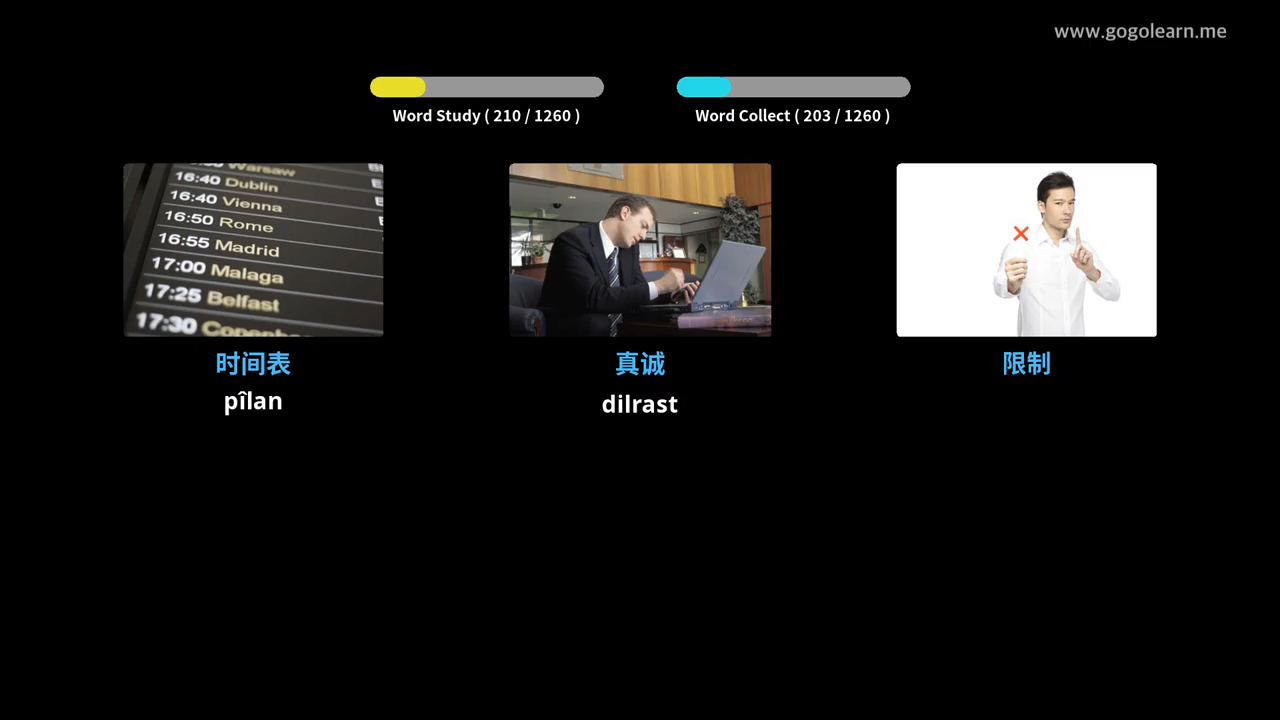 www.gogolearn.me
Word Study ( 210 / 1260 )
Word Collect ( 203 / 1260 )
Warsaw
16:40 Dublin
16:40 Vienna
16:50 Rome
16:55 Madrid
17:00 Malaga
17:25 Belfast
17:30
时间表
真诚
限制
pîlan
dilrast